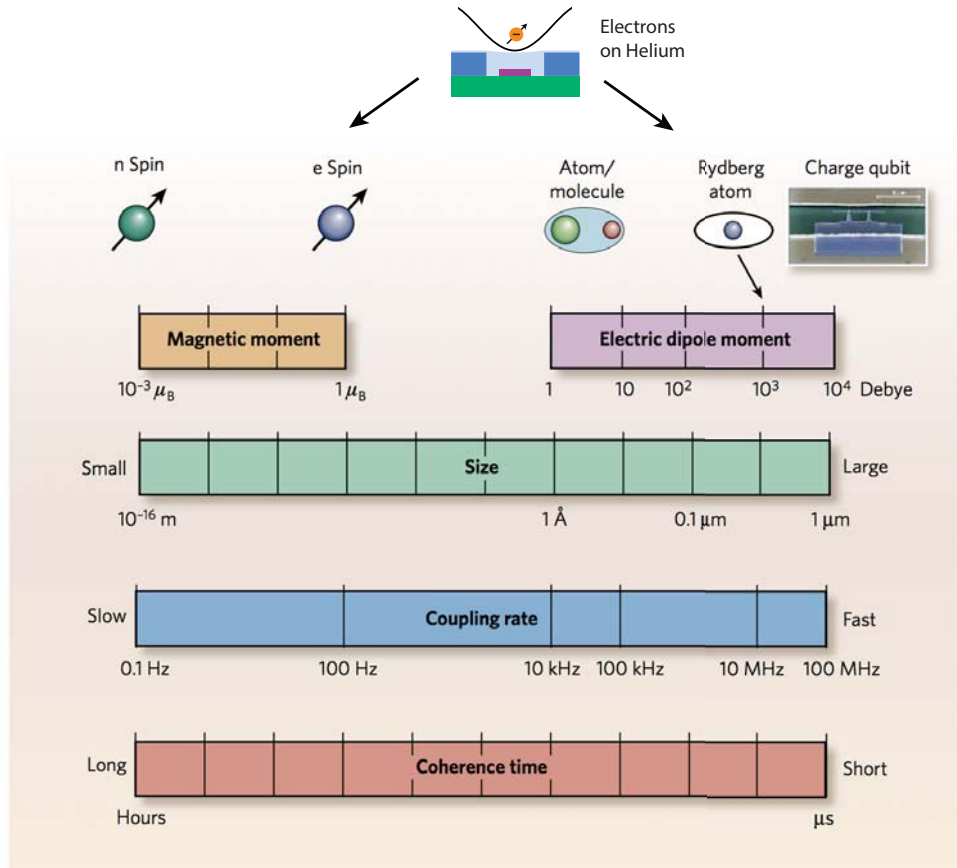 Electrons
on Helium
n Spin
e Spin
Atom/
molecule
Rydberg
atom
Charge qubit
Magnetic moment
Electric dipole moment
10⁻³ μB
1 μB
1
10
10²
10³
10⁴ Debye
Small
Size
Large
10⁻¹⁶ m
1 Å
0.1 μm
1 μm
Slow
Coupling rate
Fast
0.1 Hz
100 Hz
10 kHz
100 kHz
10 MHz
100 MHz
Long
Coherence time
Short
Hours
μs